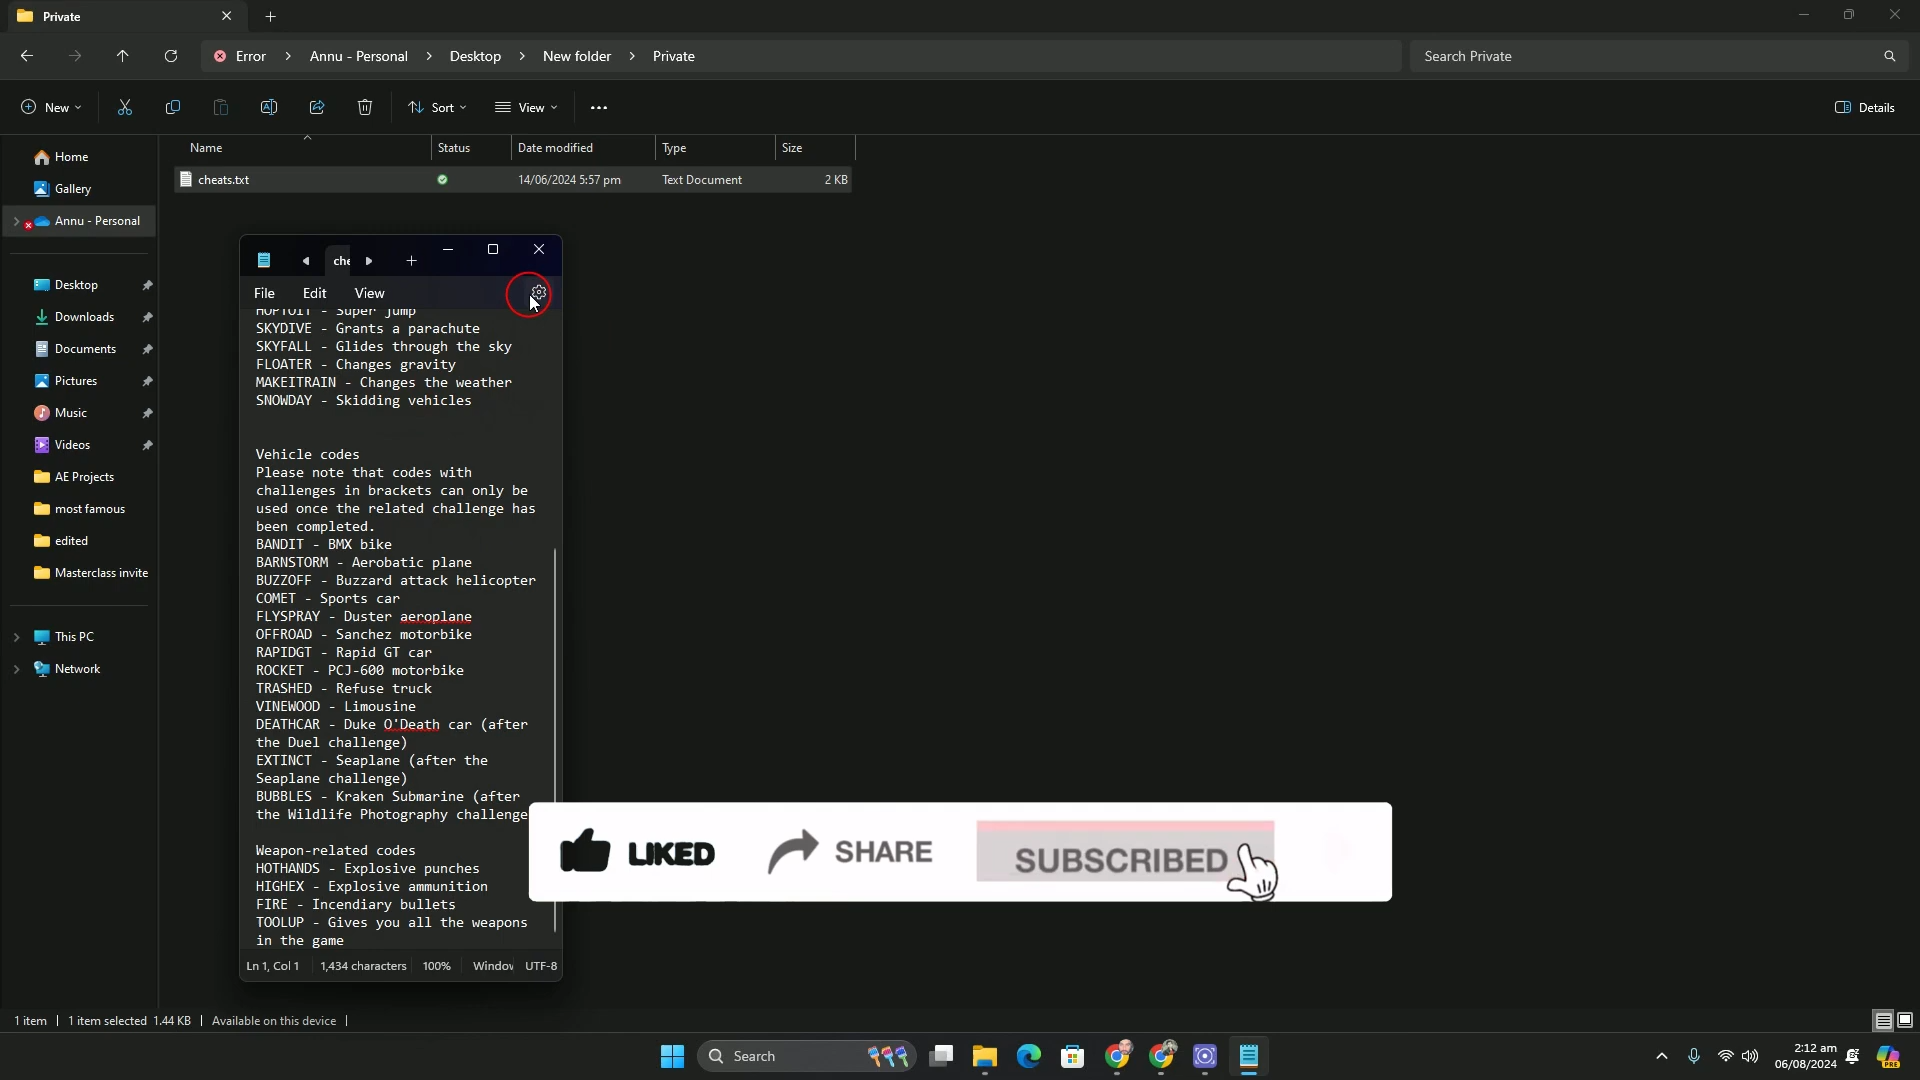 Private
Error > Annu - Personal > Desktop > New folder > Private
Search Private
New
Sort
View
Details
Name
Status
Date modified
Type
Size
cheats.txt
14/06/2024 5:57 pm
Text Document
2 KB
Home
Gallery
Annu - Personal
Desktop
Downloads
Documents
Pictures
Music
Videos
AE Projects
most famous
edited
Masterclass invite
This PC
Network
che
File
Edit
View
HOPTOIT - Super jump
SKYDIVE - Grants a parachute
SKYFALL - Glides through the sky
FLOATER - Changes gravity
MAKEITRAIN - Changes the weather
SNOWDAY - Skidding vehicles
Vehicle codes
Please note that codes with
challenges in brackets can only be
used once the related challenge has
been completed.
BANDIT - BMX bike
BARNSTORM - Aerobatic plane
BUZZOFF - Buzzard attack helicopter
COMET - Sports car
FLYSPRAY - Duster aeroplane
OFFROAD - Sanchez motorbike
RAPIDGT - Rapid GT car
ROCKET - PCJ-600 motorbike
TRASHED - Refuse truck
VINEWOOD - Limousine
DEATHCAR - Duke O'Death car (after
the Duel challenge)
EXTINCT - Seaplane (after the
Seaplane challenge)
BUBBLES - Kraken Submarine (after
the Wildlife Photography challenge
Weapon-related codes
HOTHANDS - Explosive punches
HIGHEX - Explosive ammunition
FIRE - Incendiary bullets
TOOLUP - Gives you all the weapons
in the game
Ln 1, Col 1
1,434 characters
100%
Window
UTF-8
LIKED
SHARE
SUBSCRIBED
1 item
1 item selected 1.44 KB
Available on this device
Search
2:12 am
06/08/2024
PRE